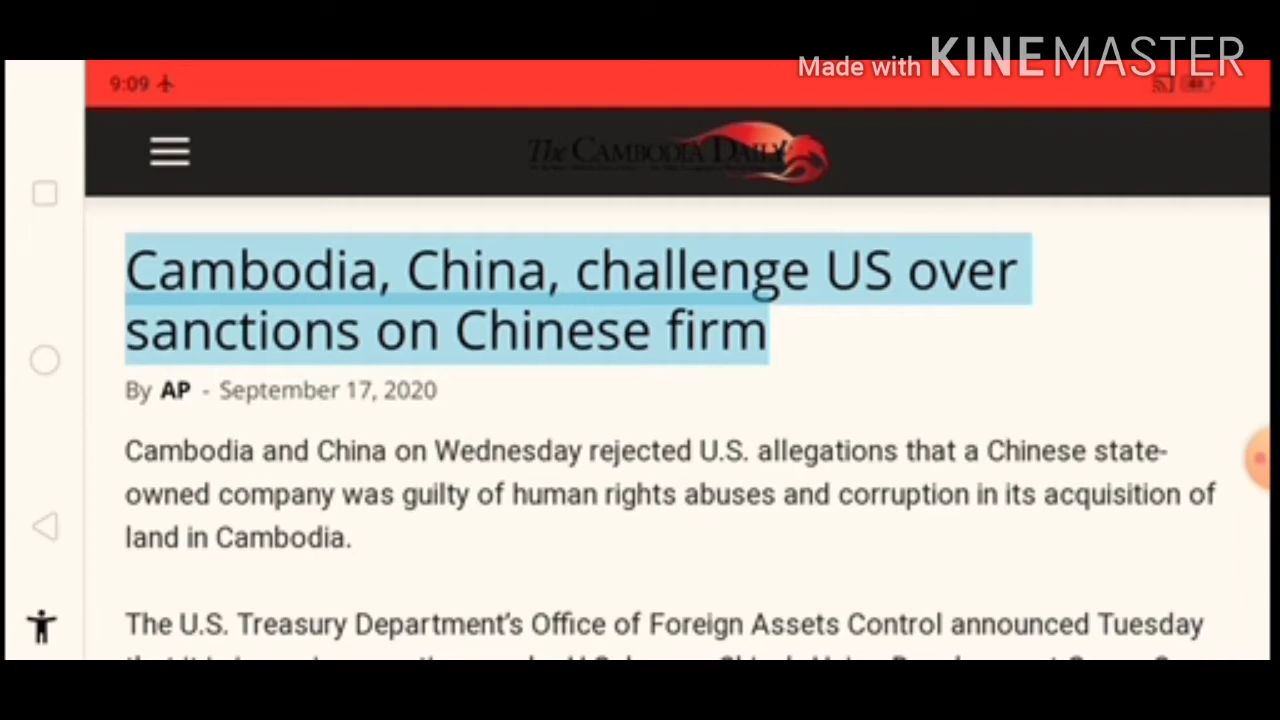 Made with KINEMASTER
9:09
The CAMBODIA DAILY
Cambodia, China, challenge US over
sanctions on Chinese firm
By AP - September 17, 2020
Cambodia and China on Wednesday rejected U.S. allegations that a Chinese state-
owned company was guilty of human rights abuses and corruption in its acquisition of
land in Cambodia.
The U.S. Treasury Department's Office of Foreign Assets Control announced Tuesday